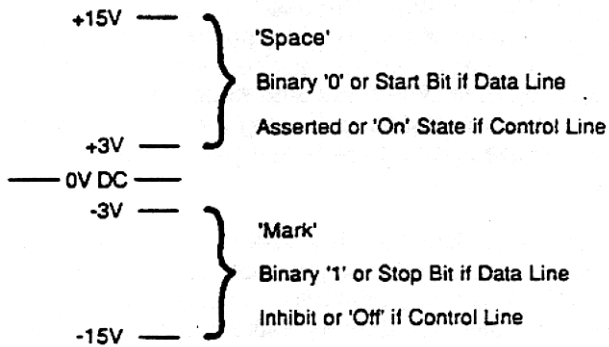 +15V
'Space'
Binary '0' or Start Bit if Data Line
Asserted or 'On' State if Control Line
+3V
0V DC
-3V
'Mark'
Binary '1' or Stop Bit if Data Line
Inhibit or 'Off' if Control Line
-15V